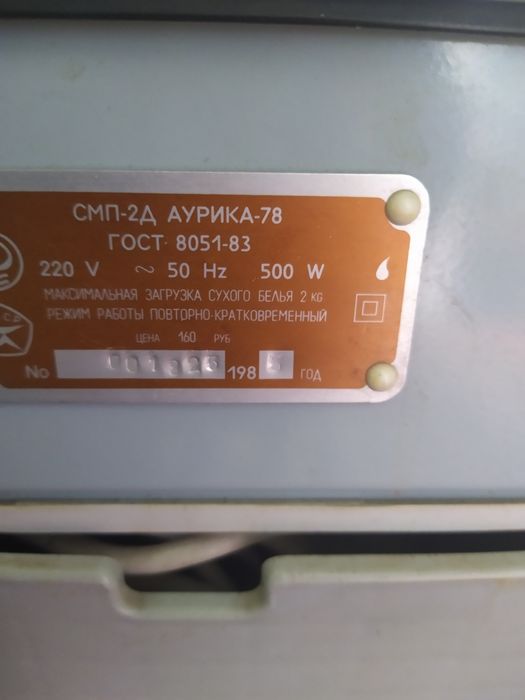 СМП-2Д АУРИКА-78
ГОСТ 8051-83
220 V ~ 50 Hz 500 W
МАКСИМАЛЬНАЯ ЗАГРУЗКА СУХОГО БЕЛЬЯ 2 KG
РЕЖИМ РАБОТЫ ПОВТОРНО-КРАТКОВРЕМЕННЫЙ
ЦЕНА 160 РУБ
No 198 5 ГОД